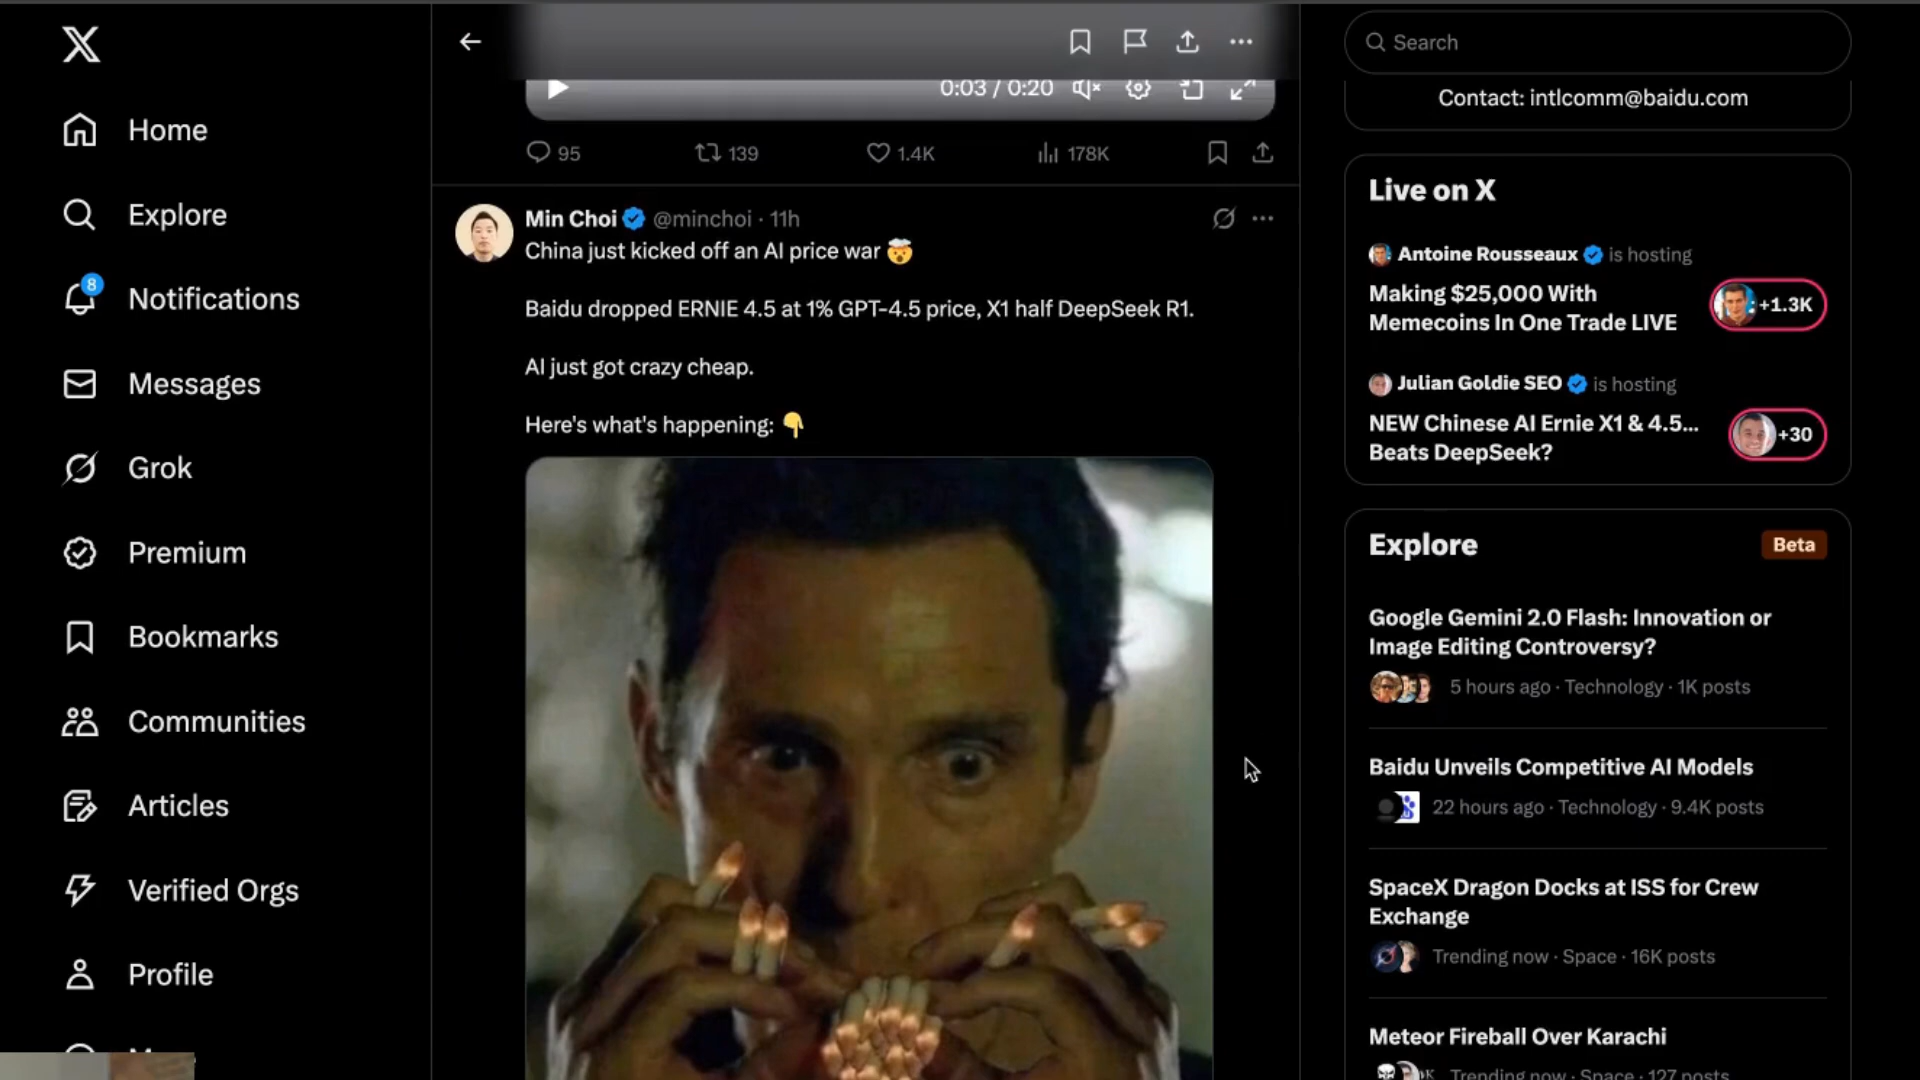 Home
Explore
8
Notifications
Messages
Grok
Premium
Bookmarks
Communities
Articles
Verified Orgs
Profile
0:03 / 0:20
95
139
1.4K
178K
Min Choi @minchoi · 11h
China just kicked off an AI price war 🤯
Baidu dropped ERNIE 4.5 at 1% GPT-4.5 price, X1 half DeepSeek R1.
AI just got crazy cheap.
Here's what's happening: 👇
Search
Contact: intlcomm@baidu.com
Live on X
Antoine Rousseaux is hosting
Making $25,000 With
Memecoins In One Trade LIVE
+1.3K
Julian Goldie SEO is hosting
NEW Chinese AI Ernie X1 & 4.5...
Beats DeepSeek?
+30
Explore
Beta
Google Gemini 2.0 Flash: Innovation or
Image Editing Controversy?
5 hours ago · Technology · 1K posts
Baidu Unveils Competitive AI Models
22 hours ago · Technology · 9.4K posts
SpaceX Dragon Docks at ISS for Crew
Exchange
Trending now · Space · 16K posts
Meteor Fireball Over Karachi
Trending now · Space · 127 posts